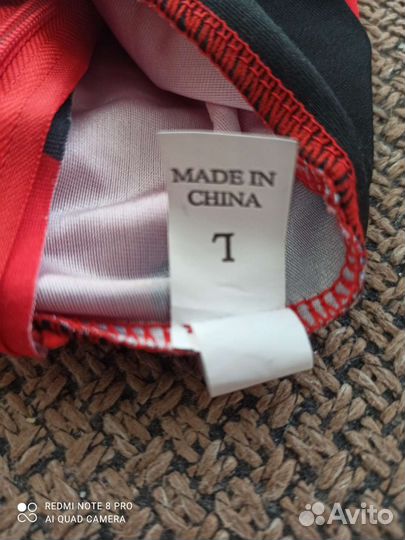 MADE IN
CHINA
L
REDMI NOTE 8 PRO
AI QUAD CAMERA
Avito